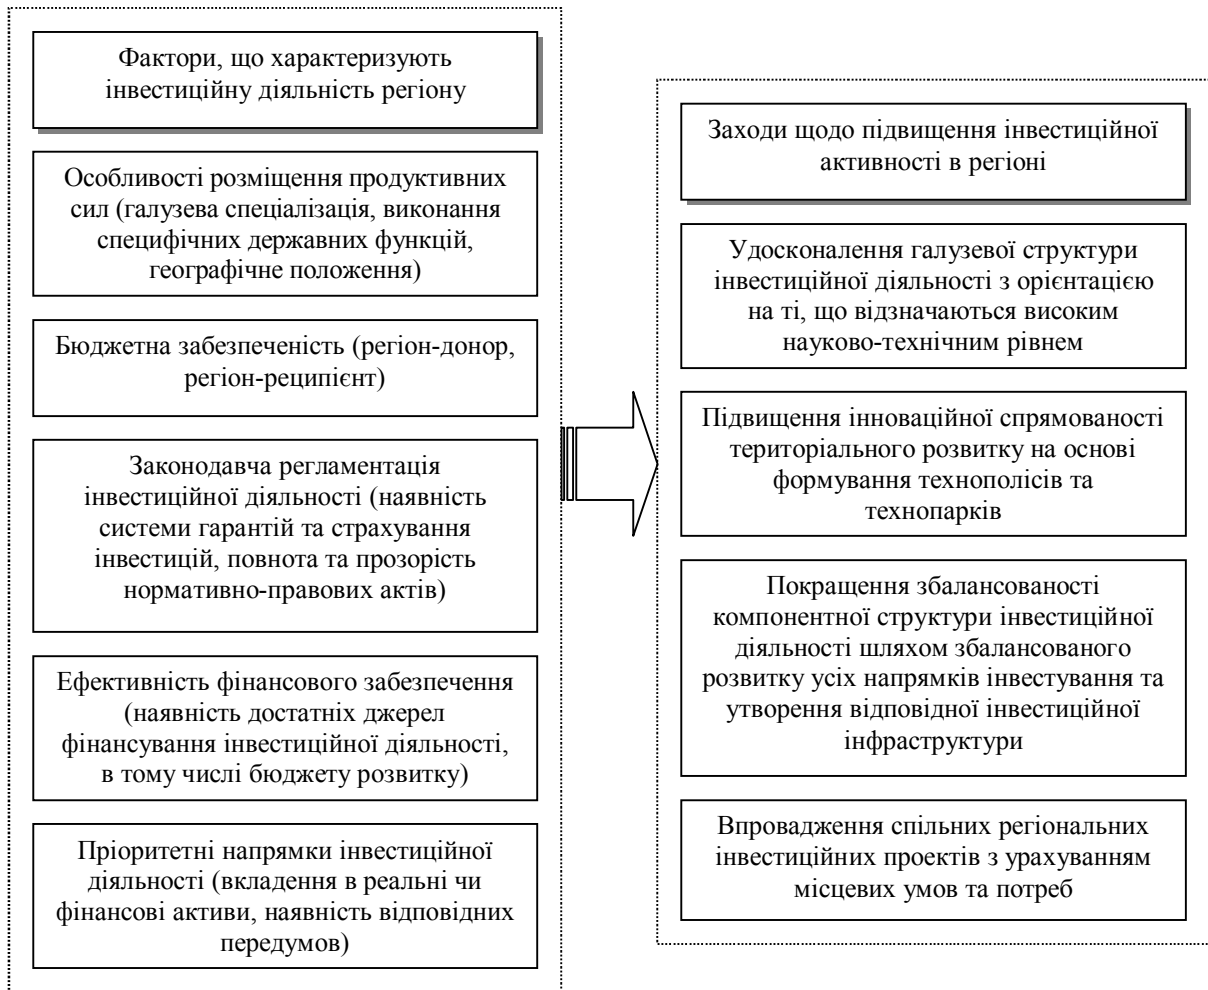 Фактори, що характеризують
інвестиційну діяльність регіону
Особливості розміщення продуктивних
сил (галузева спеціалізація, виконання
специфічних державних функцій,
географічне положення)
Бюджетна забезпеченість (регіон-донор,
регіон-реципієнт)
Законодавча регламентація
інвестиційної діяльності (наявність
системи гарантій та страхування
інвестицій, повнота та прозорість
нормативно-правових актів)
Ефективність фінансового забезпечення
(наявність достатніх джерел
фінансування інвестиційної діяльності,
в тому числі бюджету розвитку)
Пріоритетні напрямки інвестиційної
діяльності (вкладення в реальні чи
фінансові активи, наявність відповідних
передумов)
Заходи щодо підвищення інвестиційної
активності в регіоні
Удосконалення галузевої структури
інвестиційної діяльності з орієнтацією
на ті, що відзначаються високим
науково-технічним рівнем
Підвищення інноваційної спрямованості
територіального розвитку на основі
формування технополісів та
технопарків
Покращення збалансованості
компонентної структури інвестиційної
діяльності шляхом збалансованого
розвитку усіх напрямків інвестування та
утворення відповідної інвестиційної
інфраструктури
Впровадження спільних регіональних
інвестиційних проектів з урахуванням
місцевих умов та потреб